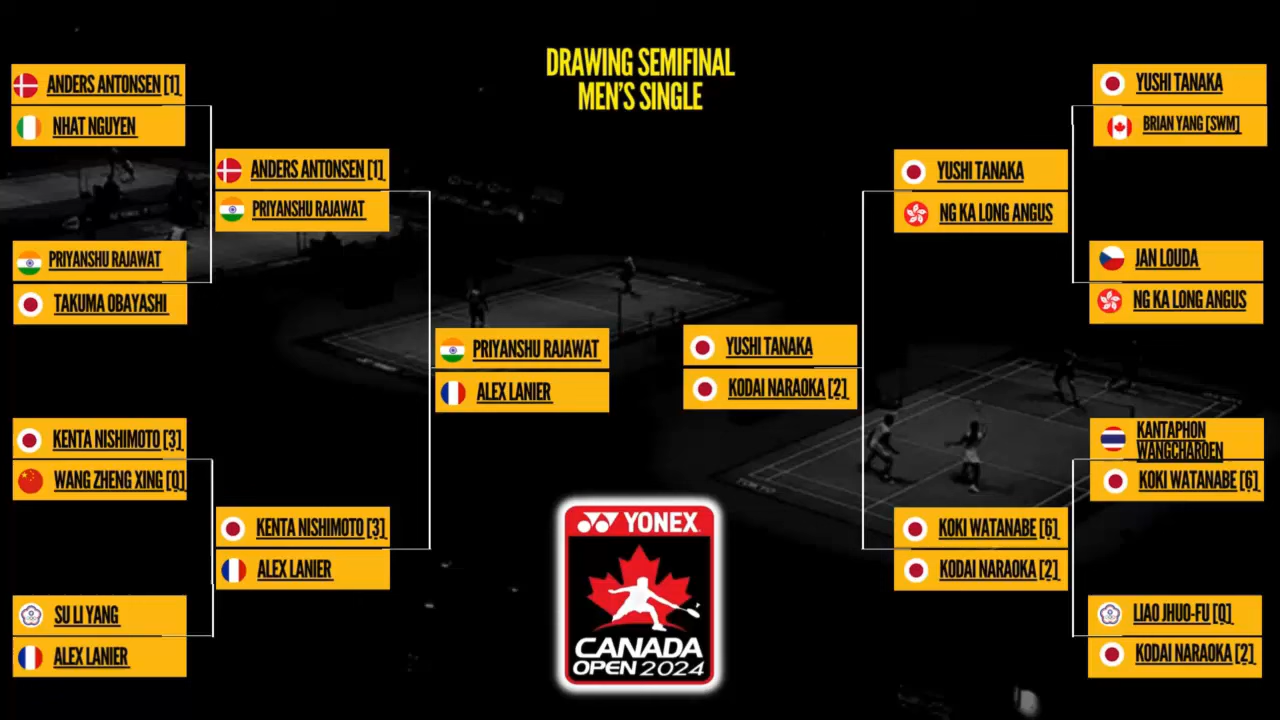 DRAWING SEMIFINAL
MEN'S SINGLE
ANDERS ANTONSEN [1]
NHAT NGUYEN
PRIYANSHU RAJAWAT
TAKUMA OBAYASHI
KENTA NISHIMOTO [3]
WANG ZHENG XING [Q]
SU LI YANG
ALEX LANIER
ANDERS ANTONSEN [1]
PRIYANSHU RAJAWAT
KENTA NISHIMOTO [3]
ALEX LANIER
PRIYANSHU RAJAWAT
ALEX LANIER
YUSHI TANAKA
KODAI NARAOKA [2]
YUSHI TANAKA
NG KA LONG ANGUS
KOKI WATANABE [6]
KODAI NARAOKA [2]
YUSHI TANAKA
BRIAN YANG [SWM]
JAN LOUDA
NG KA LONG ANGUS
KANTAPHON
WANGCHAROEN
KOKI WATANABE [6]
LIAO JHUO-FU [Q]
KODAI NARAOKA [2]
YONEX
CANADA
OPEN 2024
TOKYO